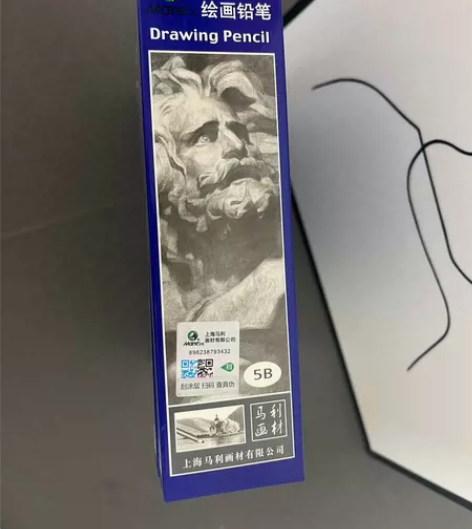 绘画铅笔
Drawing Pencil
Marie's
上海马利
画材有限公司
898238793432
刮涂层 扫码 查真伪
5B
马利
画材
上海马利画材有限公司